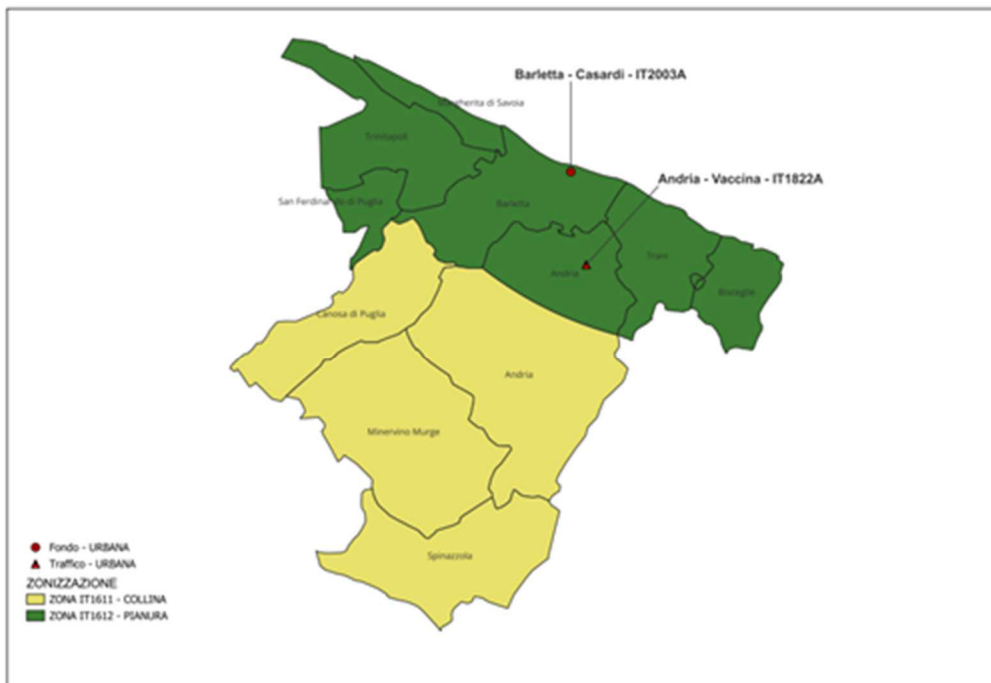 Barletta - Casardi - IT2003A
Margherita di Savoia
Trinitapoli
Andria - Vaccina - IT1822A
San Ferdinando di Puglia
Barletta
Trani
Andria
Bisceglie
Canosa di Puglia
Andria
Minervino Murge
Spinazzola
Fondo - URBANA
Traffico - URBANA
ZONIZZAZIONE
ZONA IT1611 - COLLINA
ZONA IT1612 - PIANURA